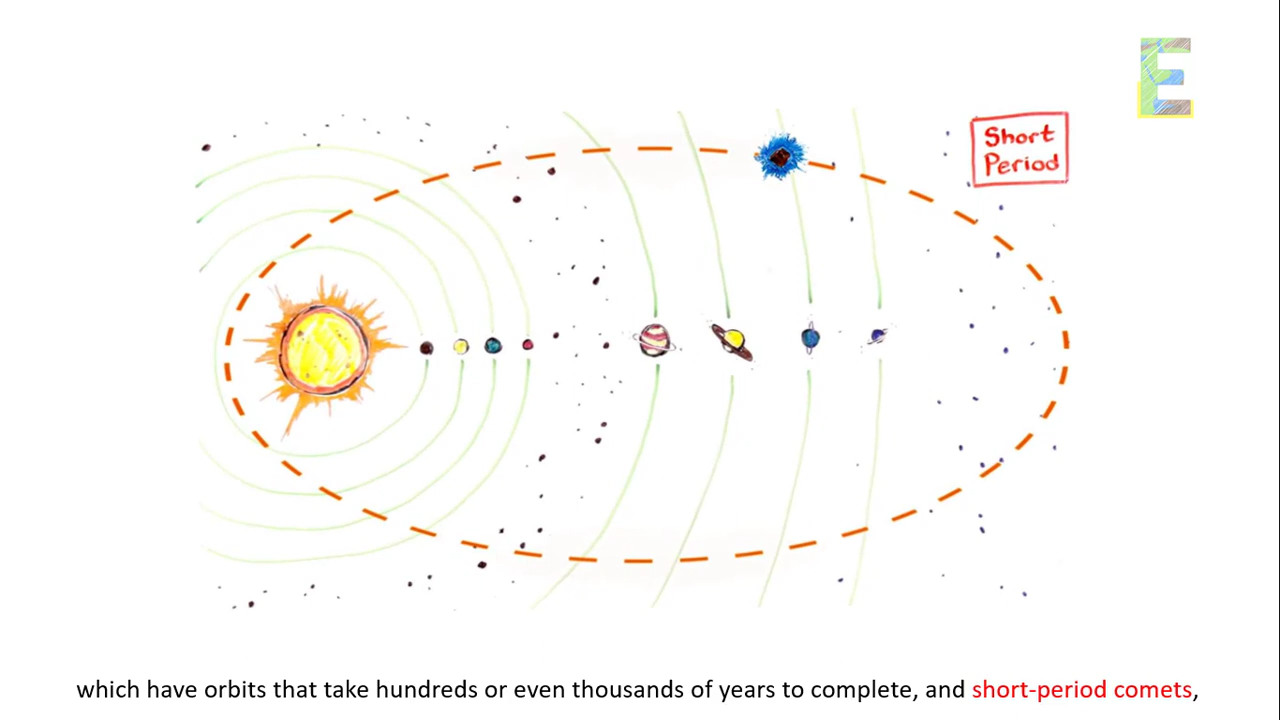 E
Short
Period
which have orbits that take hundreds or even thousands of years to complete, and short-period comets,